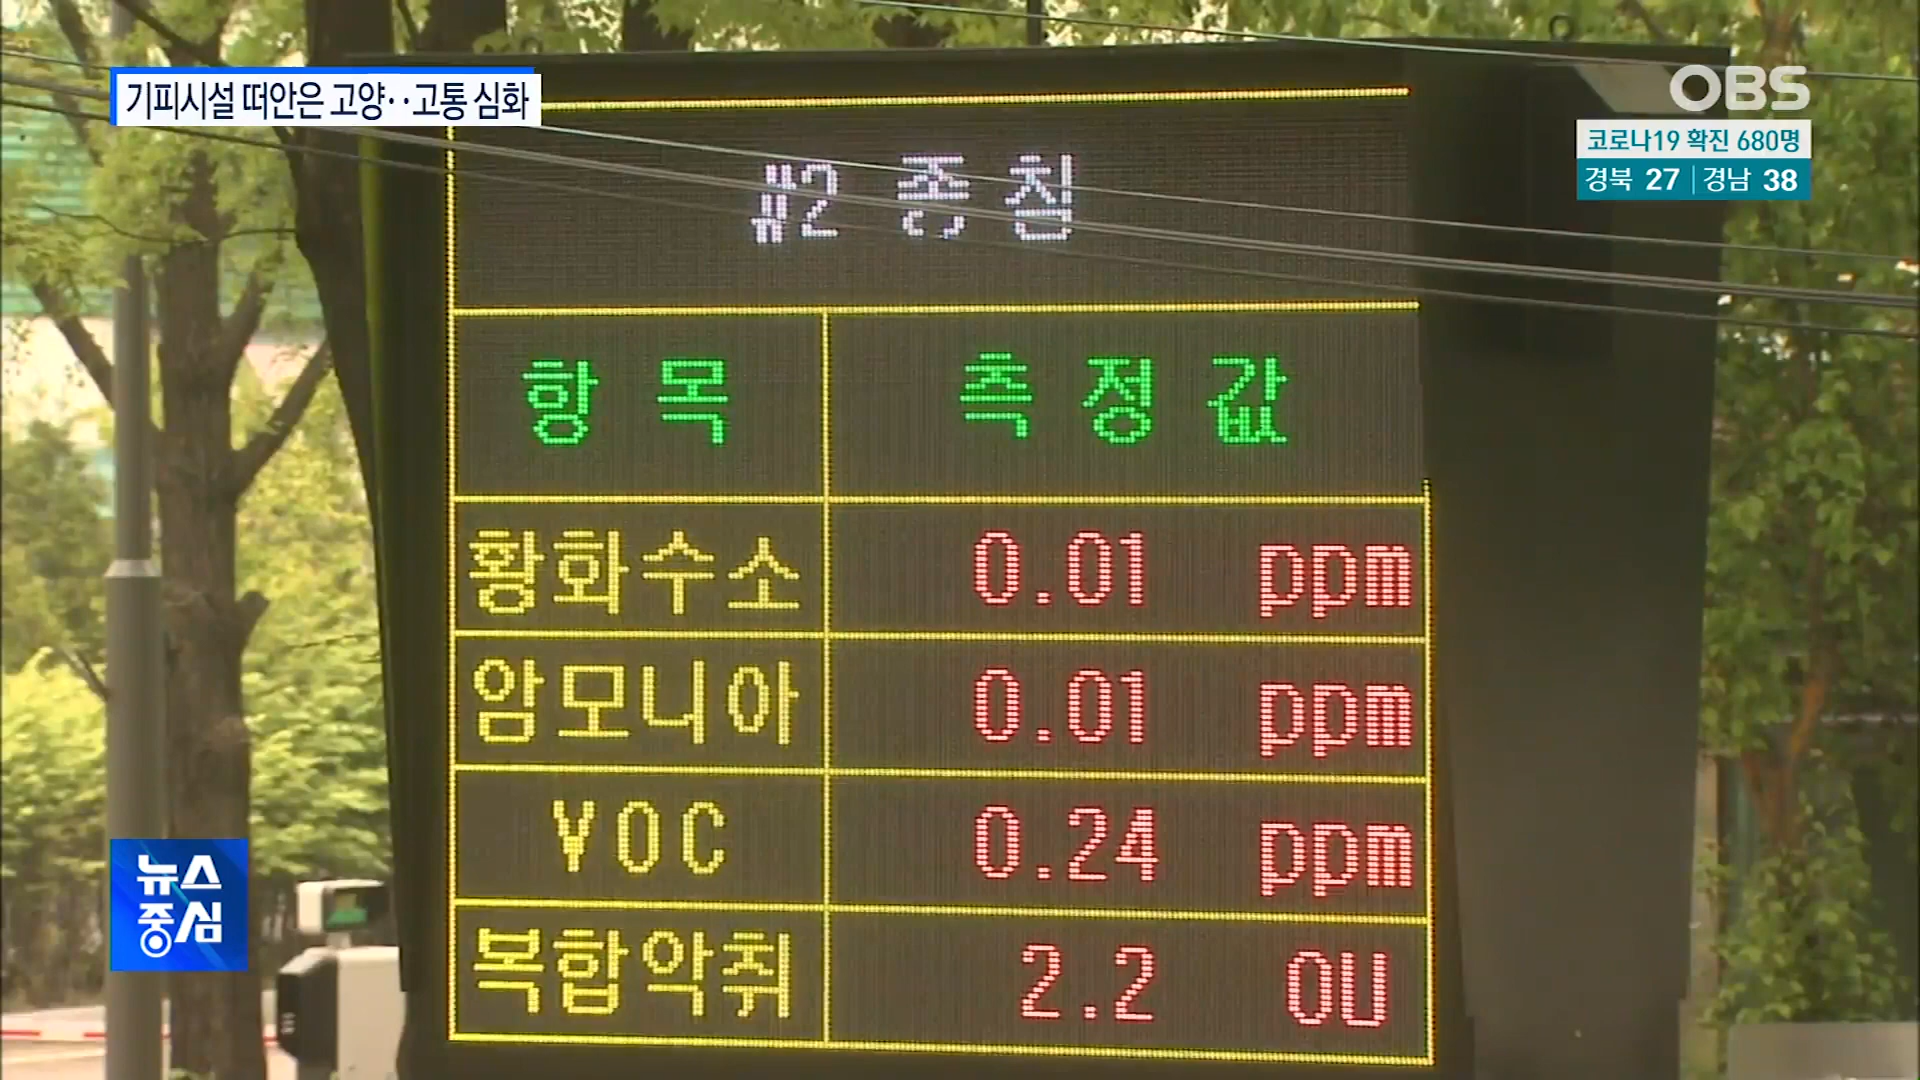 기피시설 떠안은 고양‥고통 심화
OBS
코로나19 확진 680명
경북 27 | 경남 38
#2 종침
항목 측정값
황화수소 0.01 ppm
암모니아 0.01 ppm
VOC 0.24 ppm
복합악취 2.2 OU
뉴스
중심